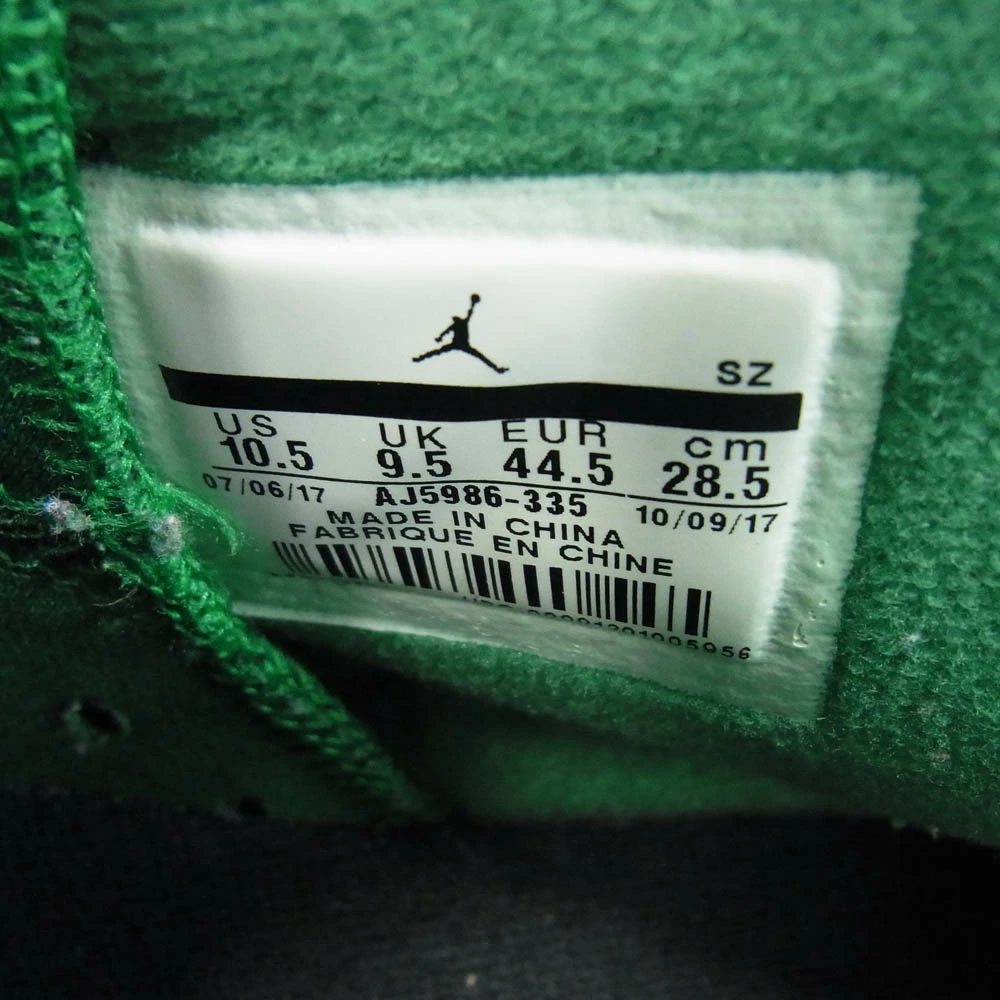 SZ
US UK EUR cm
10.5 9.5 44.5 28.5
07/06/17 AJ5986-335 10/09/17
MADE IN CHINA
FABRIQUE EN CHINE